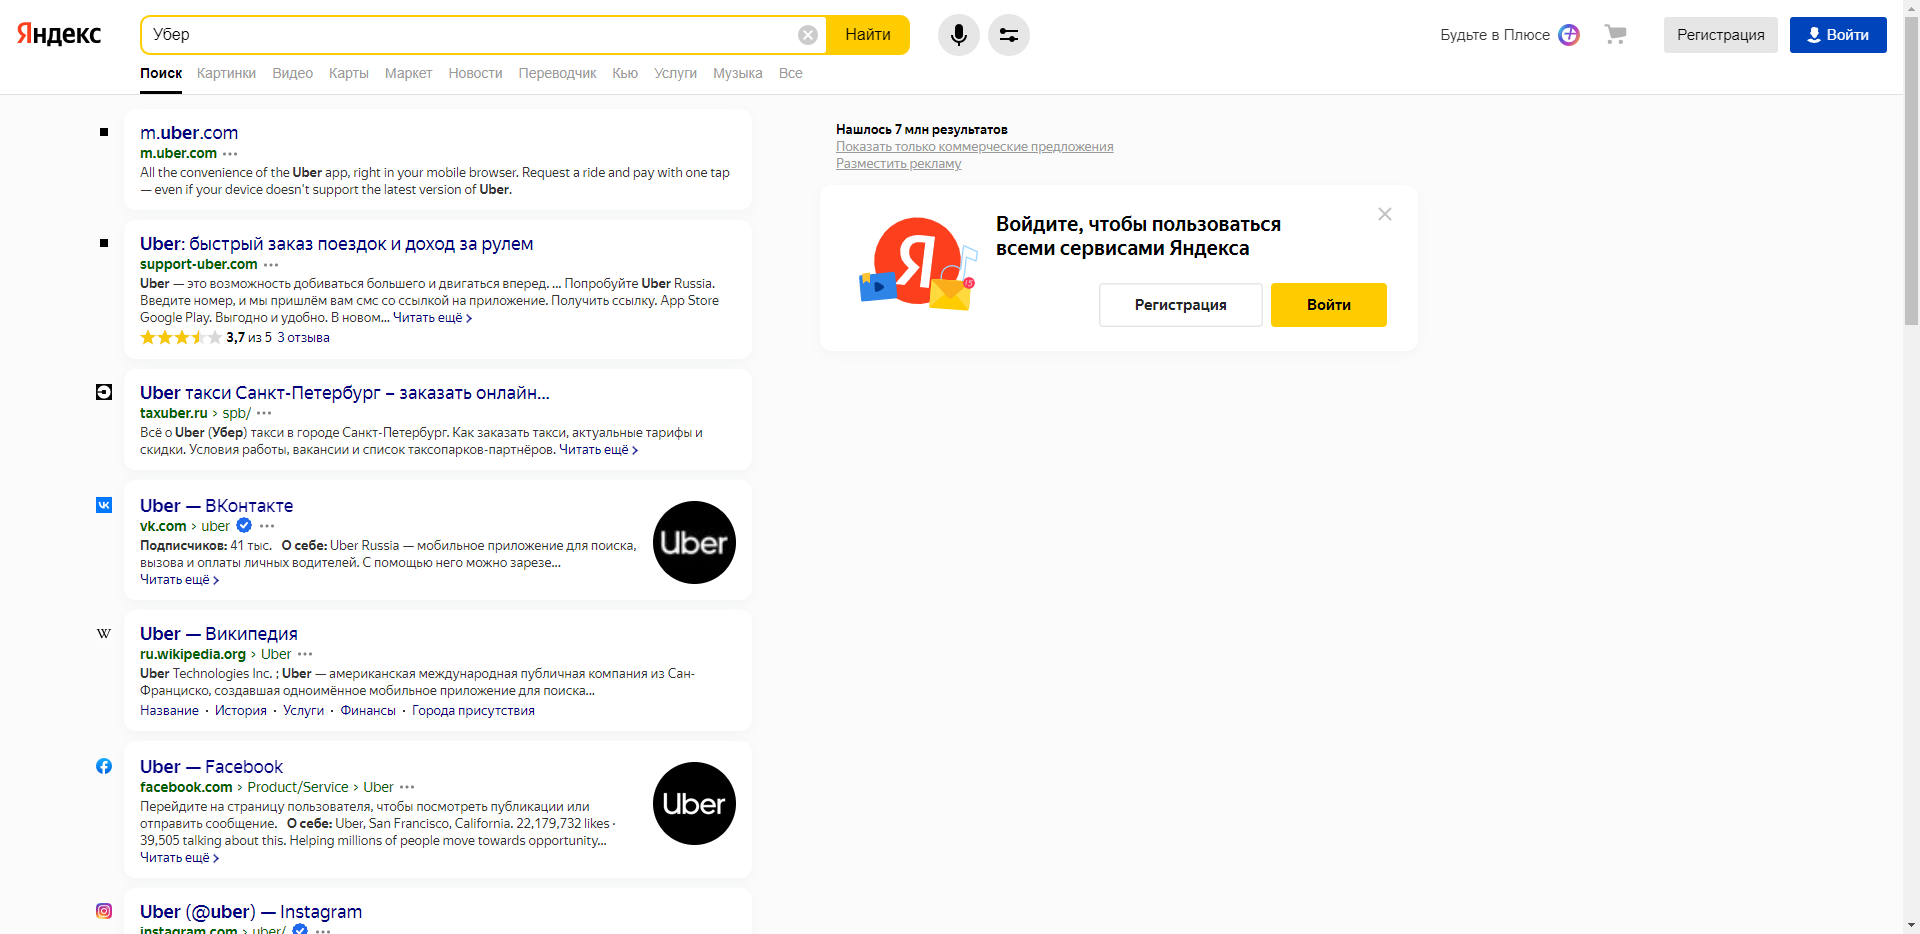 Яндекс
Убер
Найти
Будьте в Плюсе
Регистрация
Войти
Поиск Картинки Видео Карты Маркет Новости Переводчик Кью Услуги Музыка Все
m.uber.com
m.uber.com
All the convenience of the Uber app, right in your mobile browser. Request a ride and pay with one tap
— even if your device doesn't support the latest version of Uber.
Uber: быстрый заказ поездок и доход за рулем
support-uber.com
Uber — это возможность добиваться большего и двигаться вперед. ... Попробуйте Uber Russia.
Введите номер, и мы пришлём вам смс со ссылкой на приложение. Получить ссылку. App Store
Google Play. Выгодно и удобно. В новом... Читать ещё >
3,7 из 5 3 отзыва
Uber такси Санкт-Петербург – заказать онлайн...
taxuber.ru › spb/
Всё о Uber (Убер) такси в городе Санкт-Петербург. Как заказать такси, актуальные тарифы и
скидки. Условия работы, вакансии и список таксопарков-партнёров. Читать ещё >
Uber — ВКонтакте
vk.com › uber
Подписчиков: 41 тыс. О себе: Uber Russia — мобильное приложение для поиска,
вызова и оплаты личных водителей. С помощью него можно зарезе...
Читать ещё >
Uber
W
Uber — Википедия
ru.wikipedia.org › Uber
Uber Technologies Inc. ; Uber — американская международная публичная компания из Сан-
Франциско, создавшая одноимённое мобильное приложение для поиска...
Название · История · Услуги · Финансы · Города присутствия
Uber — Facebook
facebook.com › Product/Service › Uber
Перейдите на страницу пользователя, чтобы посмотреть публикации или
отправить сообщение. О себе: Uber, San Francisco, California. 22,179,732 likes ·
39,505 talking about this. Helping millions of people move towards opportunity...
Читать ещё >
Uber
Uber (@uber) — Instagram
instagram.com › uber/
Нашлось 7 млн результатов
Показать только коммерческие предложения
Разместить рекламу
Я
15
Войдите, чтобы пользоваться
всеми сервисами Яндекса
Регистрация
Войти